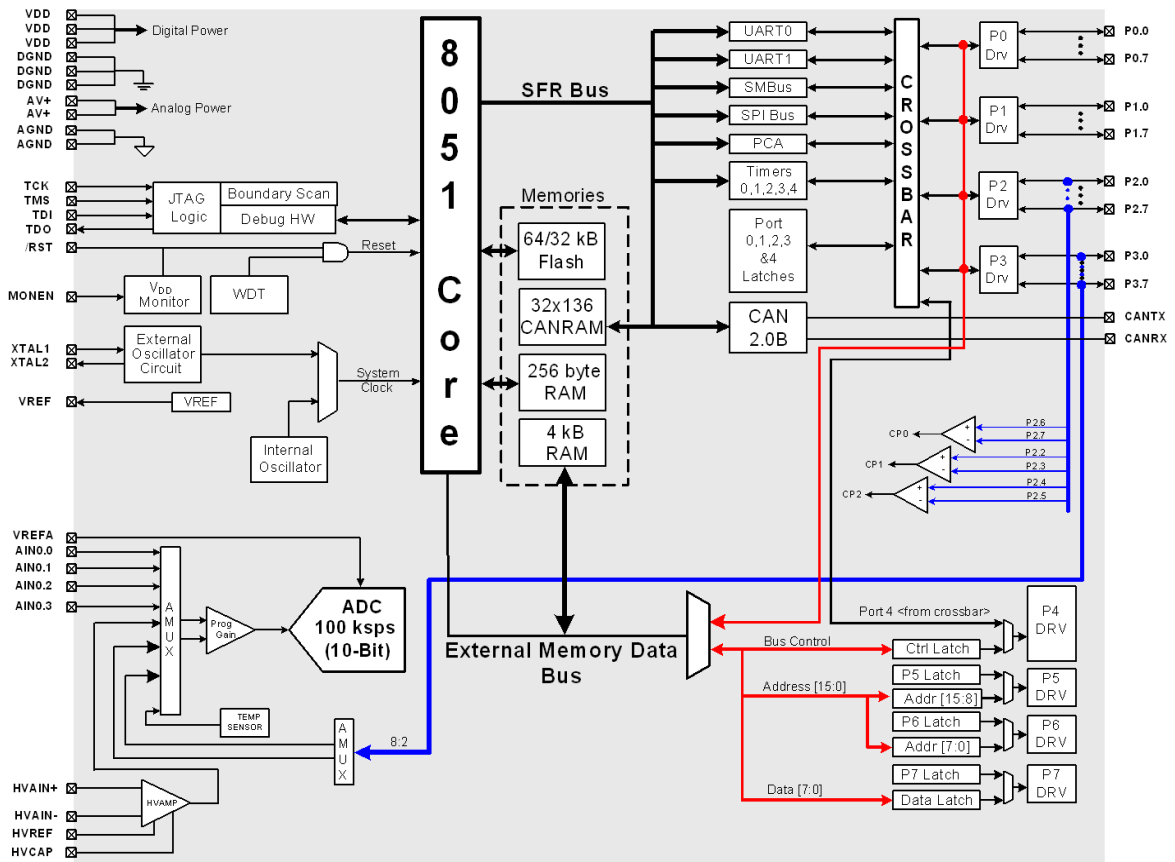 VDD
VDD
VDD
Digital Power
DGND
DGND
DGND
AV+
AV+
Analog Power
AGND
AGND
TCK
TMS
TDI
TDO
JTAG
Logic
Boundary Scan
Debug HW
/RST
Reset
MONEN
VDD
Monitor
WDT
XTAL1
XTAL2
External
Oscillator
Circuit
System
Clock
VREF
VREF
Internal
Oscillator
8
0
5
1
C
o
r
e
SFR Bus
Memories
64/32 kB
Flash
32x136
CANRAM
256 byte
RAM
4 kB
RAM
UART0
UART1
SMBus
SPI Bus
PCA
Timers
0,1,2,3,4
Port
0,1,2,3
&4
Latches
CAN
2.0B
C
R
O
S
S
B
A
R
P0
Drv
P1
Drv
P2
Drv
P3
Drv
P0.0
P0.7
P1.0
P1.7
P2.0
P2.7
P3.0
P3.7
CANTX
CANRX
CP0
+
-
P2.6
P2.7
CP1
+
-
P2.2
P2.3
CP2
+
-
P2.4
P2.5
VREFA
AIN0.0
AIN0.1
AIN0.2
AIN0.3
A
M
U
X
Prog
Gain
ADC
100 ksps
(10-Bit)
TEMP
SENSOR
A
M
U
X
8:2
HVAIN+
HVAIN-
HVREF
HVCAP
HVAMP
External Memory Data
Bus
Port 4 <from crossbar>
Bus Control
Ctrl Latch
P4
DRV
Address [15:0]
P5 Latch
Addr [15:8]
P5
DRV
P6 Latch
Addr [7:0]
P6
DRV
Data [7:0]
P7 Latch
Data Latch
P7
DRV